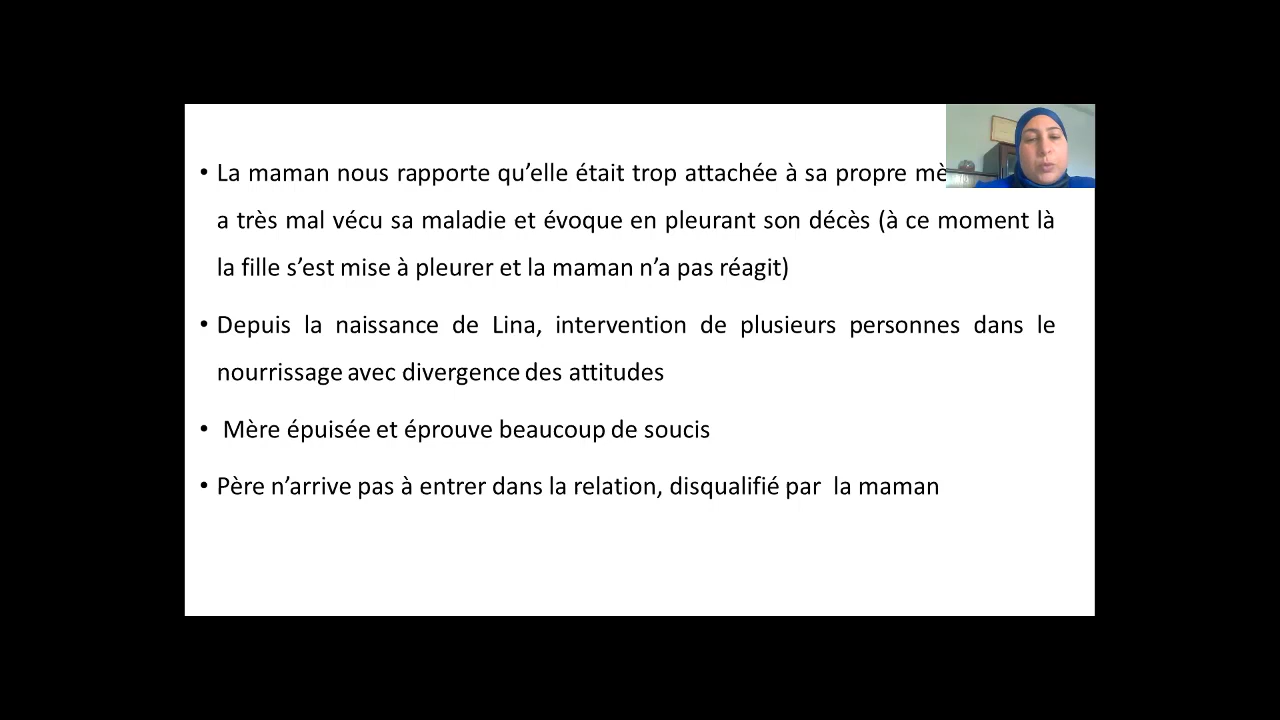 • La maman nous rapporte qu’elle était trop attachée à sa propre
a très mal vécu sa maladie et évoque en pleurant son décès (à ce moment là
la fille s’est mise à pleurer et la maman n’a pas réagit)
• Depuis la naissance de Lina, intervention de plusieurs personnes dans le
nourrissage avec divergence des attitudes
• Mère épuisée et éprouve beaucoup de soucis
• Père n’arrive pas à entrer dans la relation, disqualifié par la maman